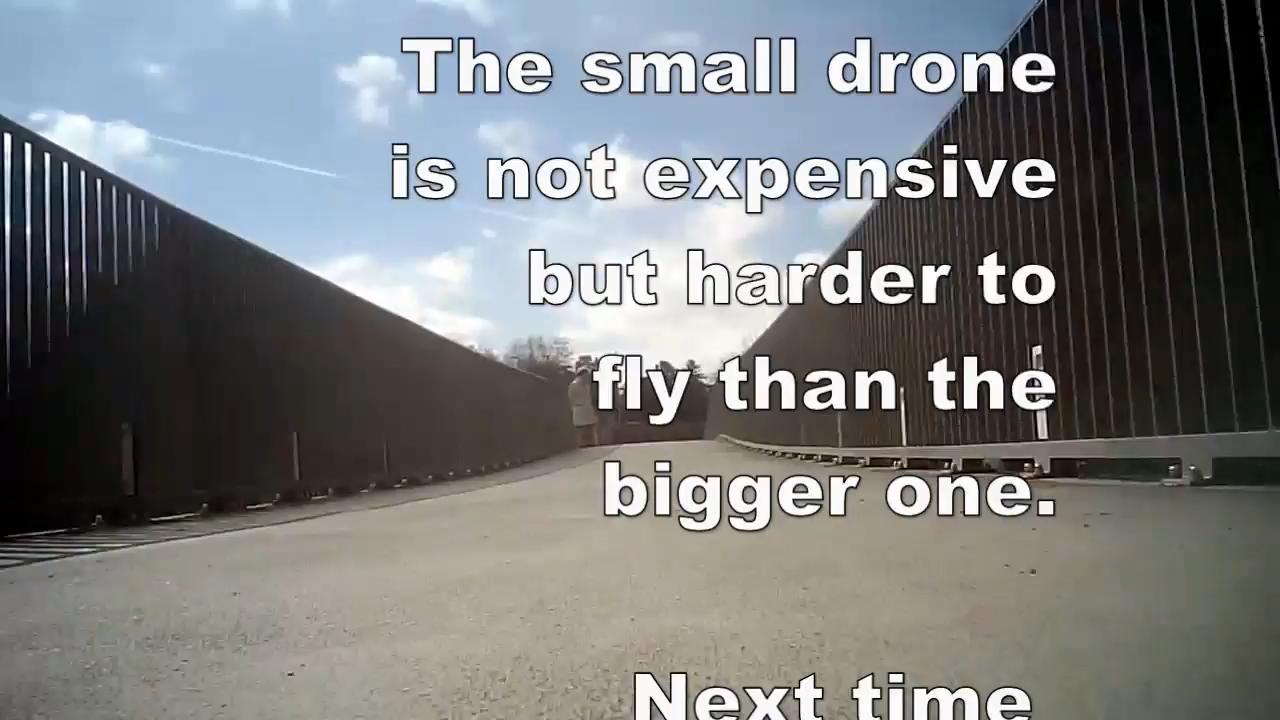 The small drone
is not expensive
but harder to
fly than the
bigger one.
Next time